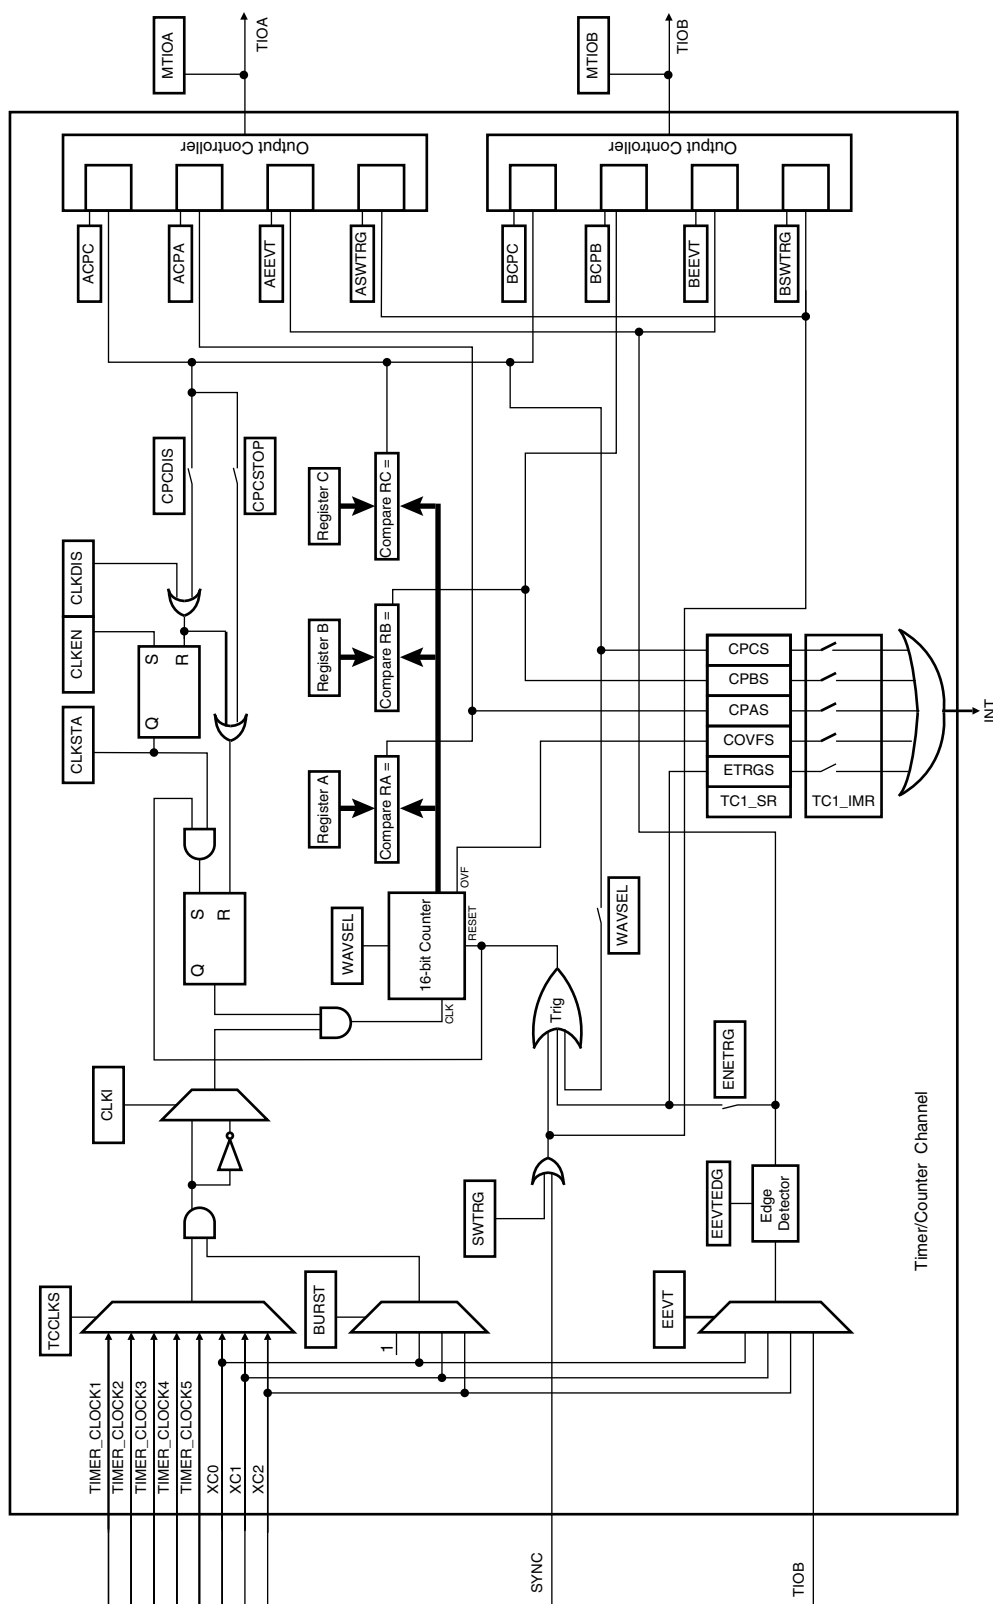 MTIOA
TIOA
MTIOB
TIOB
Output Controller
Output Controller
ACPC
ACPA
AEEVT
ASWTRG
BCPC
BCPB
BEEVT
BSWTRG
CPCDIS
CPCSTOP
CLKDIS
CLKEN
CLKSTA
S
R
Q
S
R
Q
Register C
Compare RC =
Register B
Compare RB =
Register A
Compare RA =
WAVSEL
16-bit Counter
OVF
RESET
CLK
CPCS
CPBS
CPAS
COVFS
ETRGS
TC1_SR
TC1_IMR
INT
WAVSEL
Trig
ENETRG
CLKI
SWTRG
EEVTEDG
Edge
Detector
Timer/Counter Channel
TCCLKS
BURST
1
EEVT
TIMER_CLOCK1
TIMER_CLOCK2
TIMER_CLOCK3
TIMER_CLOCK4
TIMER_CLOCK5
XC0
XC1
XC2
SYNC
TIOB